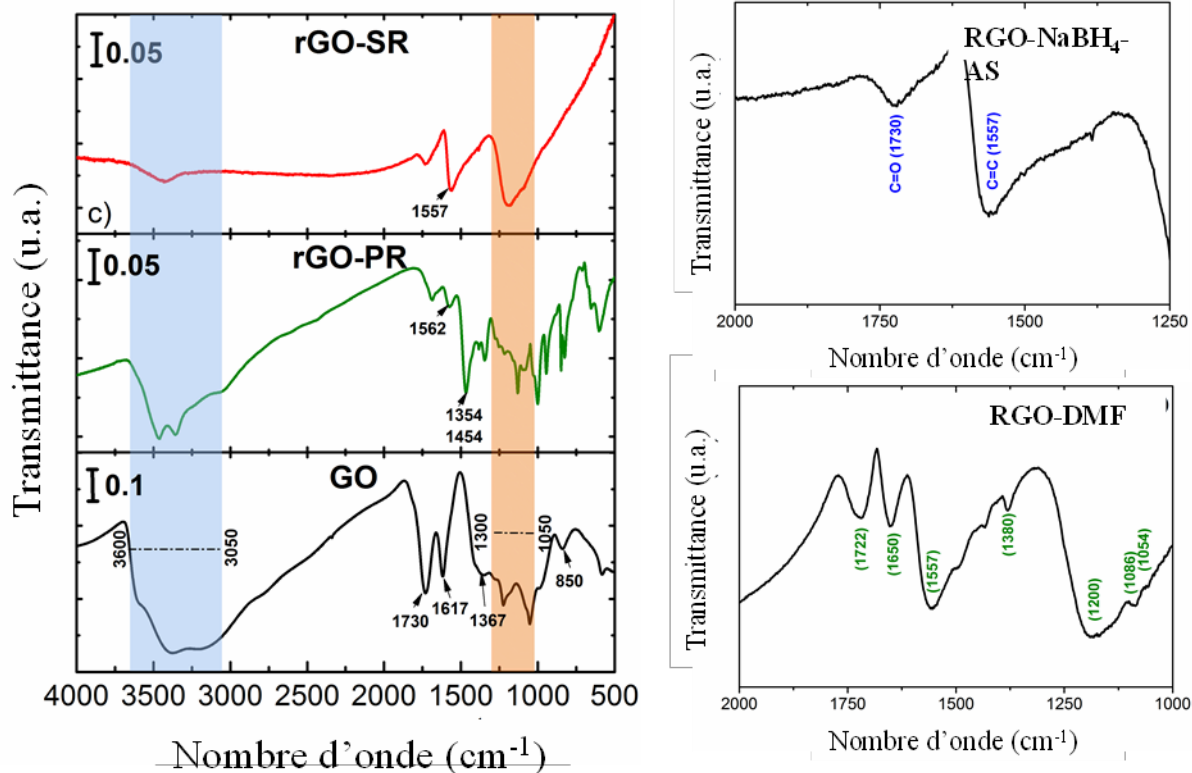 rGO-SR
0.05
1557
c)
rGO-PR
0.05
1562
1354
1454
GO
0.1
3600
3050
1300
1050
850
1730
1617
1367
4000 3500 3000 2500 2000 1500 1000 500
Transmittance (u.a.)
Nombre d’onde (cm-1)
RGO-NaBH4-
AS
C=O (1730)
C=C (1557)
2000 1750 1500 1250
Transmittance (u.a.)
Nombre d’onde (cm-1)
RGO-DMF
)
(1722)
(1650)
(1557)
(1380)
(1200)
(1086)
(1054)
2000 1750 1500 1250 1000
Transmittance (u.a.)
Nombre d’onde (cm-1)